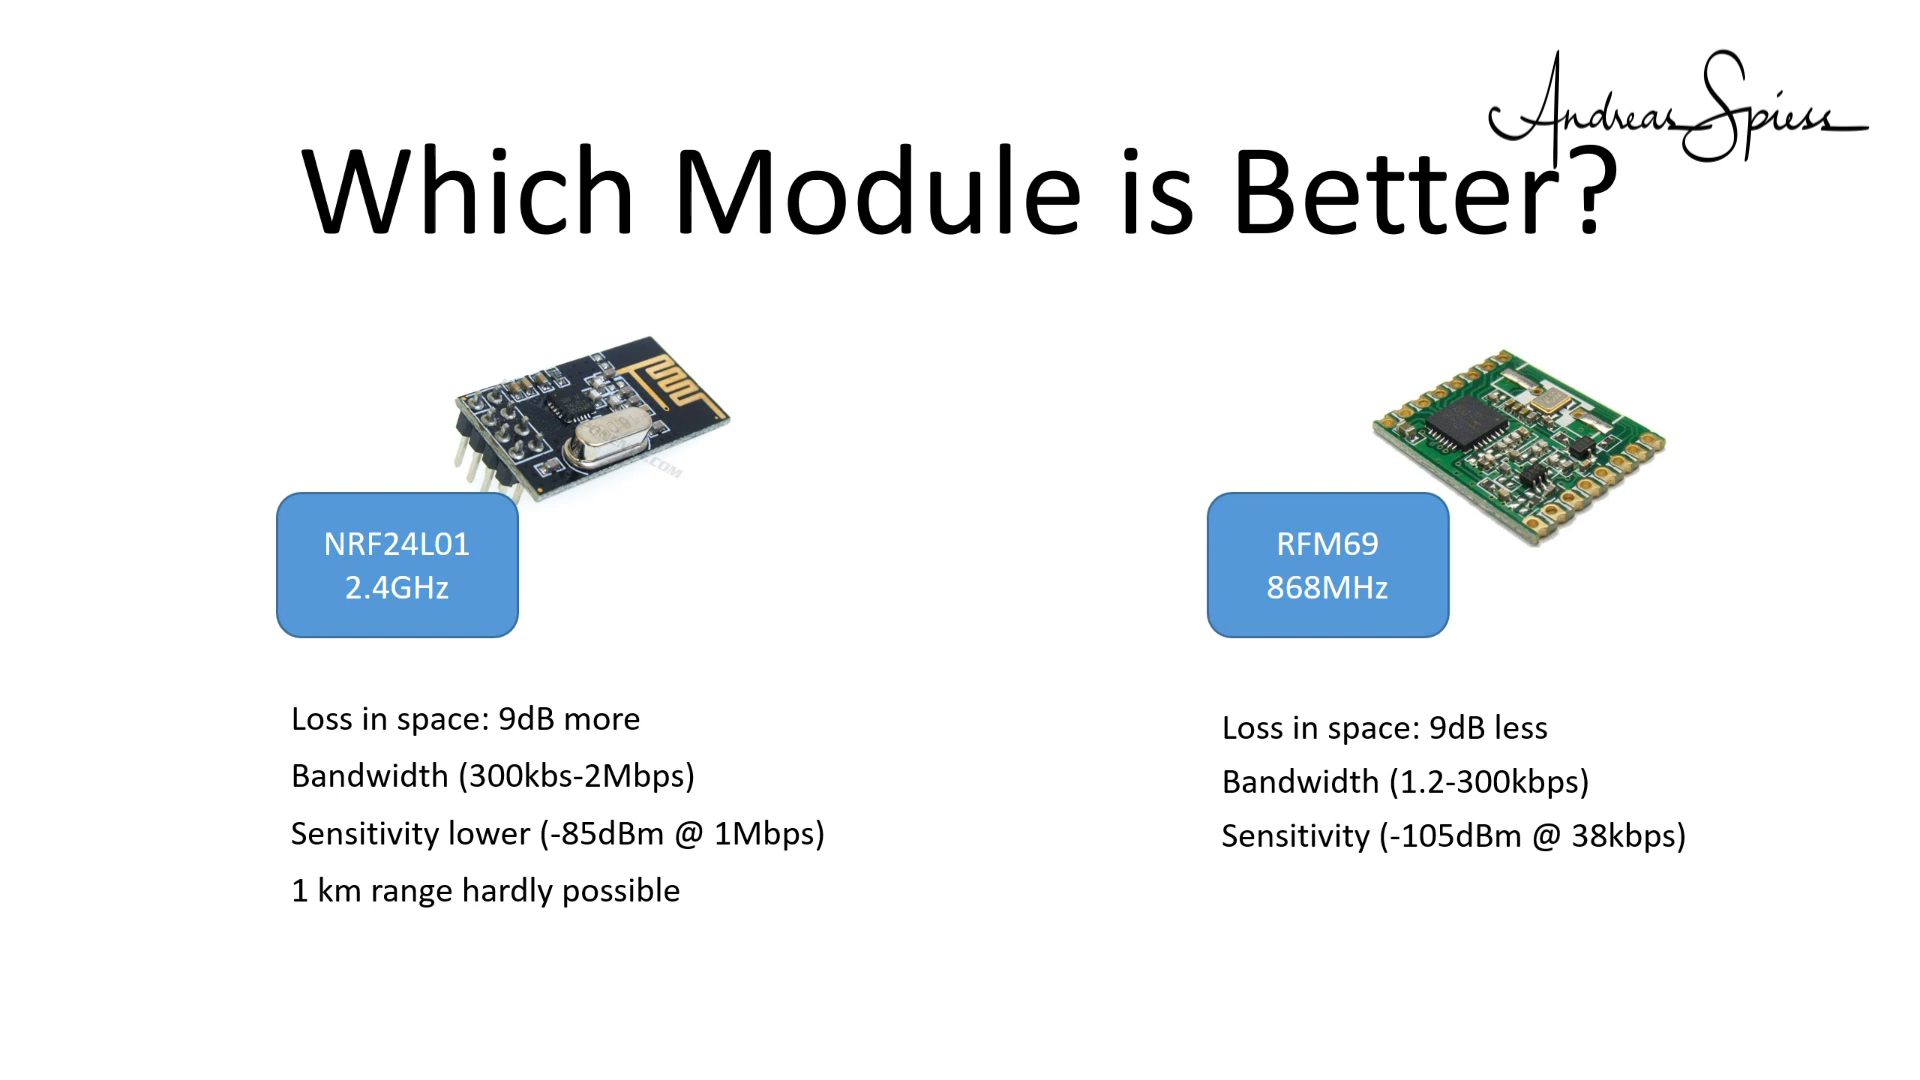 Andreas Spiess
Which Module is Better?
NRF24L01
2.4GHz
Loss in space: 9dB more
Bandwidth (300kbs-2Mbps)
Sensitivity lower (-85dBm @ 1Mbps)
1 km range hardly possible
RFM69
868MHz
Loss in space: 9dB less
Bandwidth (1.2-300kbps)
Sensitivity (-105dBm @ 38kbps)